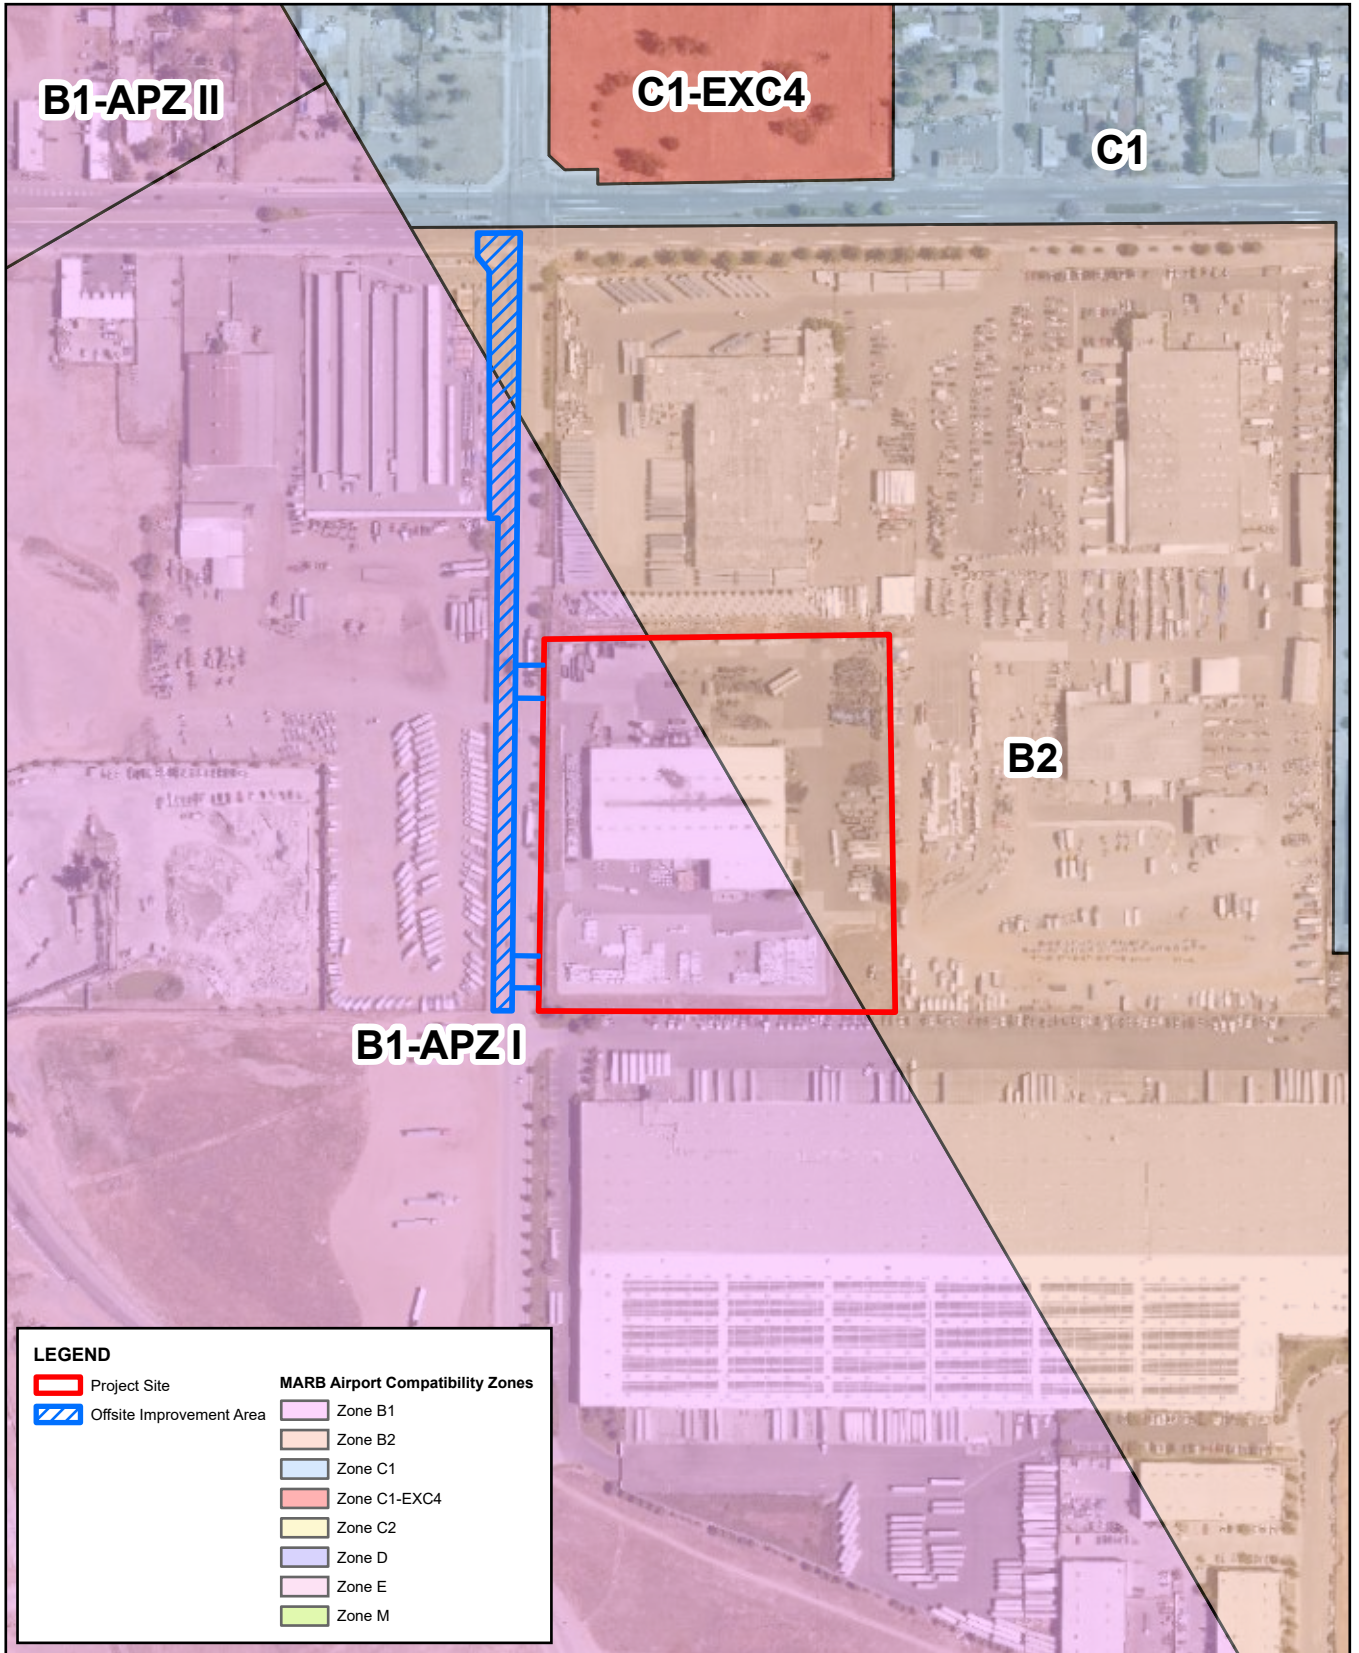 B1-APZ II
C1-EXC4
C1
B2
B1-APZ I
LEGEND
Project Site
Offsite Improvement Area
MARB Airport Compatibility Zones
Zone B1
Zone B2
Zone C1
Zone C1-EXC4
Zone C2
Zone D
Zone E
Zone M